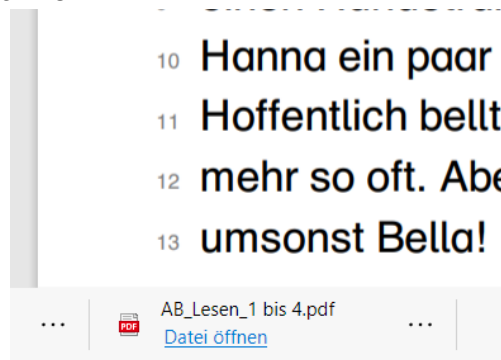 10 Hanna ein paar
11 Hoffentlich bellt
12 mehr so oft.
13 umsonst Bella!
... PDF AB_Lesen_1 bis 4.pdf ...
Datei öffnen